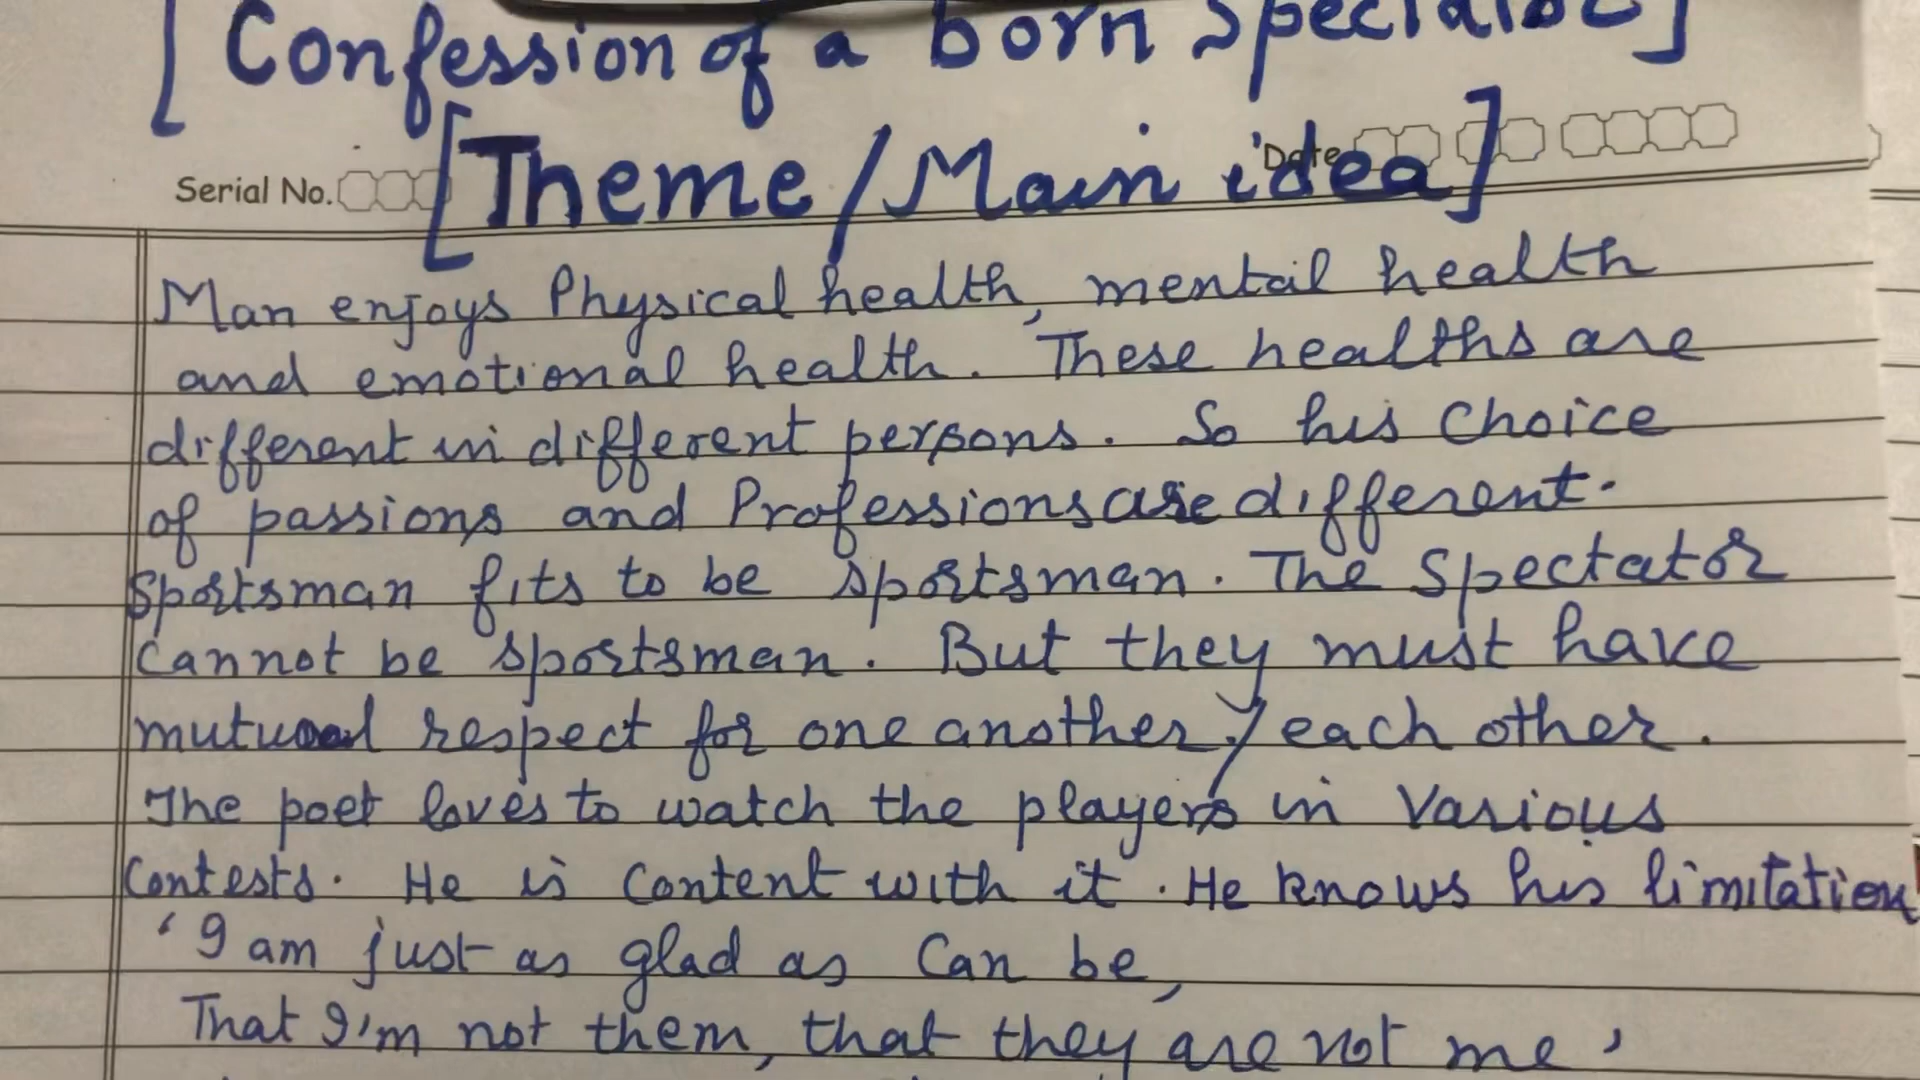 [Confession of a born Spectator]
[Theme/Main idea]
Serial No. Date
Man enjoys Physical health, mental health
and emotional health. These healths are
different in different persons. So his Choice
of passions and Professions are different.
Sportsman fits to be sportsman. The Spectator
Cannot be sportsman. But they must have
mutual respect for one another / each other.
The poet loves to watch the players in Various
Contests. He is Content with it. He knows his limitation
'I am just as glad as Can be,
That I'm not them, that they are not me'